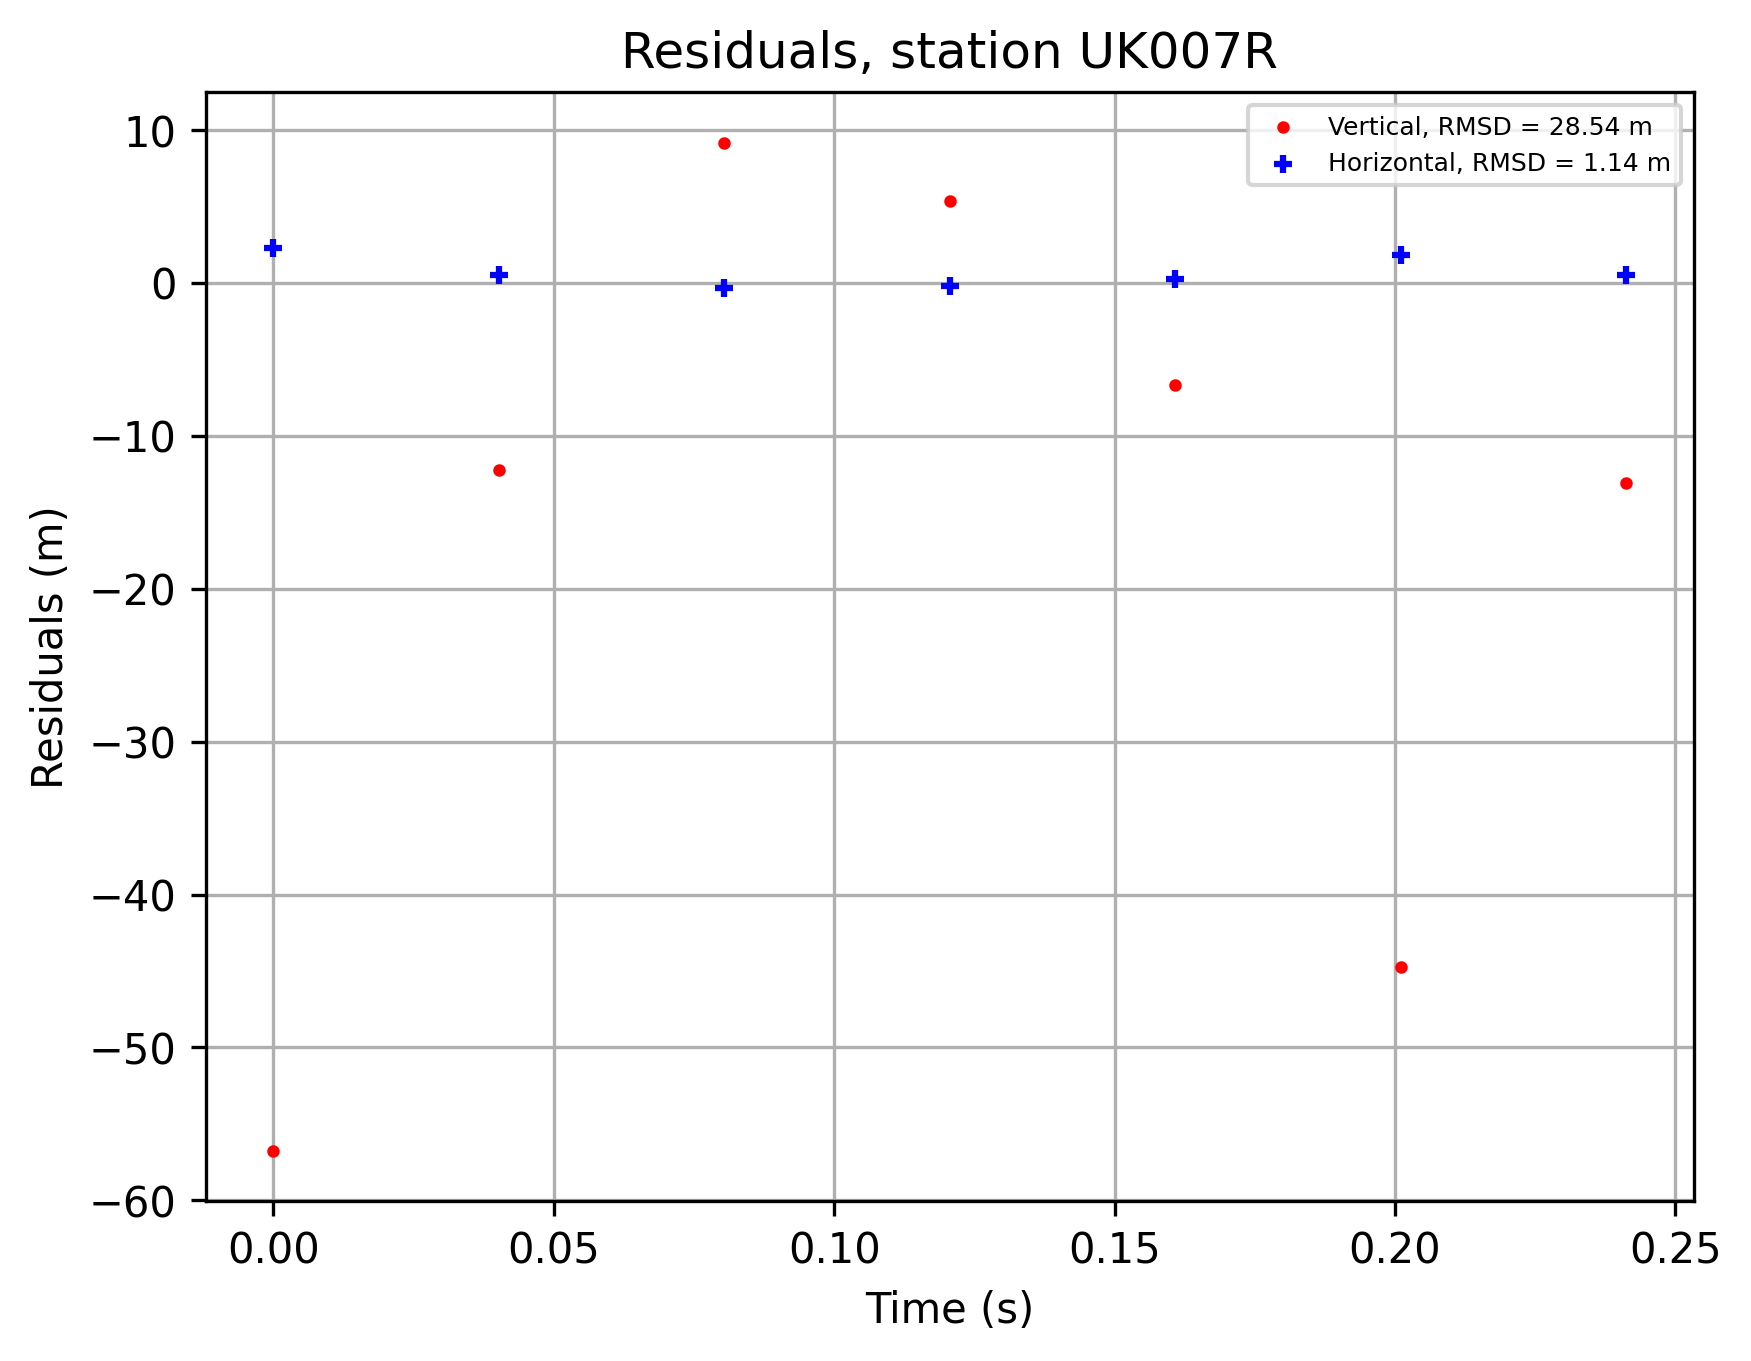 Residuals, station UK007R
Vertical, RMSD = 28.54 m
Horizontal, RMSD = 1.14 m
10
0
−10
−20
−30
−40
−50
−60
Residuals (m)
0.00 0.05 0.10 0.15 0.20 0.25
Time (s)